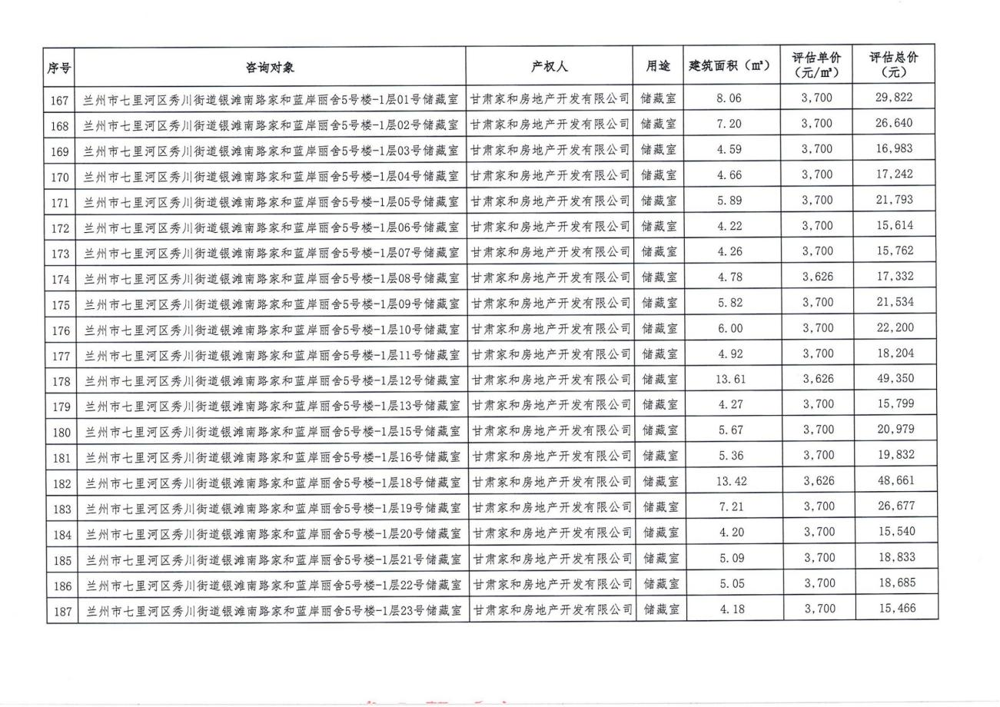 序号 咨询对象 产权人 用途 建筑面积（㎡） 评估单价（元/㎡） 评估总价（元）
167 兰州市七里河区秀川街道银滩南路家和蓝岸丽舍5号楼-1层01号储藏室 甘肃家和房地产开发有限公司 储藏室 8.06 3,700 29,822
168 兰州市七里河区秀川街道银滩南路家和蓝岸丽舍5号楼-1层02号储藏室 甘肃家和房地产开发有限公司 储藏室 7.20 3,700 26,640
169 兰州市七里河区秀川街道银滩南路家和蓝岸丽舍5号楼-1层03号储藏室 甘肃家和房地产开发有限公司 储藏室 4.59 3,700 16,983
170 兰州市七里河区秀川街道银滩南路家和蓝岸丽舍5号楼-1层04号储藏室 甘肃家和房地产开发有限公司 储藏室 4.66 3,700 17,242
171 兰州市七里河区秀川街道银滩南路家和蓝岸丽舍5号楼-1层05号储藏室 甘肃家和房地产开发有限公司 储藏室 5.89 3,700 21,793
172 兰州市七里河区秀川街道银滩南路家和蓝岸丽舍5号楼-1层06号储藏室 甘肃家和房地产开发有限公司 储藏室 4.22 3,700 15,614
173 兰州市七里河区秀川街道银滩南路家和蓝岸丽舍5号楼-1层07号储藏室 甘肃家和房地产开发有限公司 储藏室 4.26 3,700 15,762
174 兰州市七里河区秀川街道银滩南路家和蓝岸丽舍5号楼-1层08号储藏室 甘肃家和房地产开发有限公司 储藏室 4.78 3,626 17,332
175 兰州市七里河区秀川街道银滩南路家和蓝岸丽舍5号楼-1层09号储藏室 甘肃家和房地产开发有限公司 储藏室 5.82 3,700 21,534
176 兰州市七里河区秀川街道银滩南路家和蓝岸丽舍5号楼-1层10号储藏室 甘肃家和房地产开发有限公司 储藏室 6.00 3,700 22,200
177 兰州市七里河区秀川街道银滩南路家和蓝岸丽舍5号楼-1层11号储藏室 甘肃家和房地产开发有限公司 储藏室 4.92 3,700 18,204
178 兰州市七里河区秀川街道银滩南路家和蓝岸丽舍5号楼-1层12号储藏室 甘肃家和房地产开发有限公司 储藏室 13.61 3,626 49,350
179 兰州市七里河区秀川街道银滩南路家和蓝岸丽舍5号楼-1层13号储藏室 甘肃家和房地产开发有限公司 储藏室 4.27 3,700 15,799
180 兰州市七里河区秀川街道银滩南路家和蓝岸丽舍5号楼-1层15号储藏室 甘肃家和房地产开发有限公司 储藏室 5.67 3,700 20,979
181 兰州市七里河区秀川街道银滩南路家和蓝岸丽舍5号楼-1层16号储藏室 甘肃家和房地产开发有限公司 储藏室 5.36 3,700 19,832
182 兰州市七里河区秀川街道银滩南路家和蓝岸丽舍5号楼-1层18号储藏室 甘肃家和房地产开发有限公司 储藏室 13.42 3,626 48,661
183 兰州市七里河区秀川街道银滩南路家和蓝岸丽舍5号楼-1层19号储藏室 甘肃家和房地产开发有限公司 储藏室 7.21 3,700 26,677
184 兰州市七里河区秀川街道银滩南路家和蓝岸丽舍5号楼-1层20号储藏室 甘肃家和房地产开发有限公司 储藏室 4.20 3,700 15,540
185 兰州市七里河区秀川街道银滩南路家和蓝岸丽舍5号楼-1层21号储藏室 甘肃家和房地产开发有限公司 储藏室 5.09 3,700 18,833
186 兰州市七里河区秀川街道银滩南路家和蓝岸丽舍5号楼-1层22号储藏室 甘肃家和房地产开发有限公司 储藏室 5.05 3,700 18,685
187 兰州市七里河区秀川街道银滩南路家和蓝岸丽舍5号楼-1层23号储藏室 甘肃家和房地产开发有限公司 储藏室 4.18 3,700 15,466